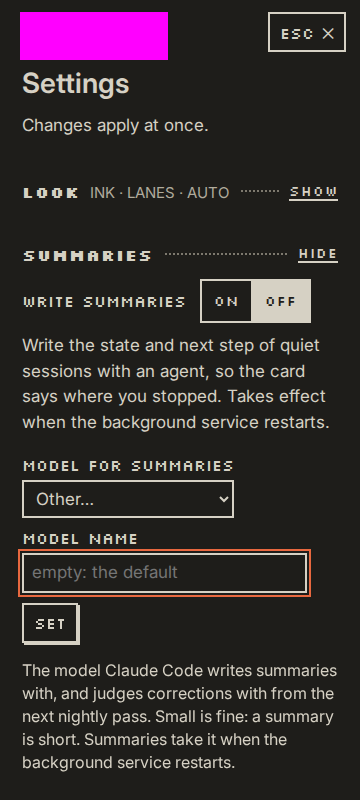 ESC ×
Settings
Changes apply at once.
LOOK INK · LANES · AUTO SHOW
SUMMARIES HIDE
WRITE SUMMARIES ON OFF
Write the state and next step of quiet
sessions with an agent, so the card
says where you stopped. Takes effect
when the background service restarts.
MODEL FOR SUMMARIES
Other...
MODEL NAME
empty: the default
SET
The model Claude Code writes summaries
with, and judges corrections with from the
next nightly pass. Small is fine: a summary
is short. Summaries take it when the
background service restarts.